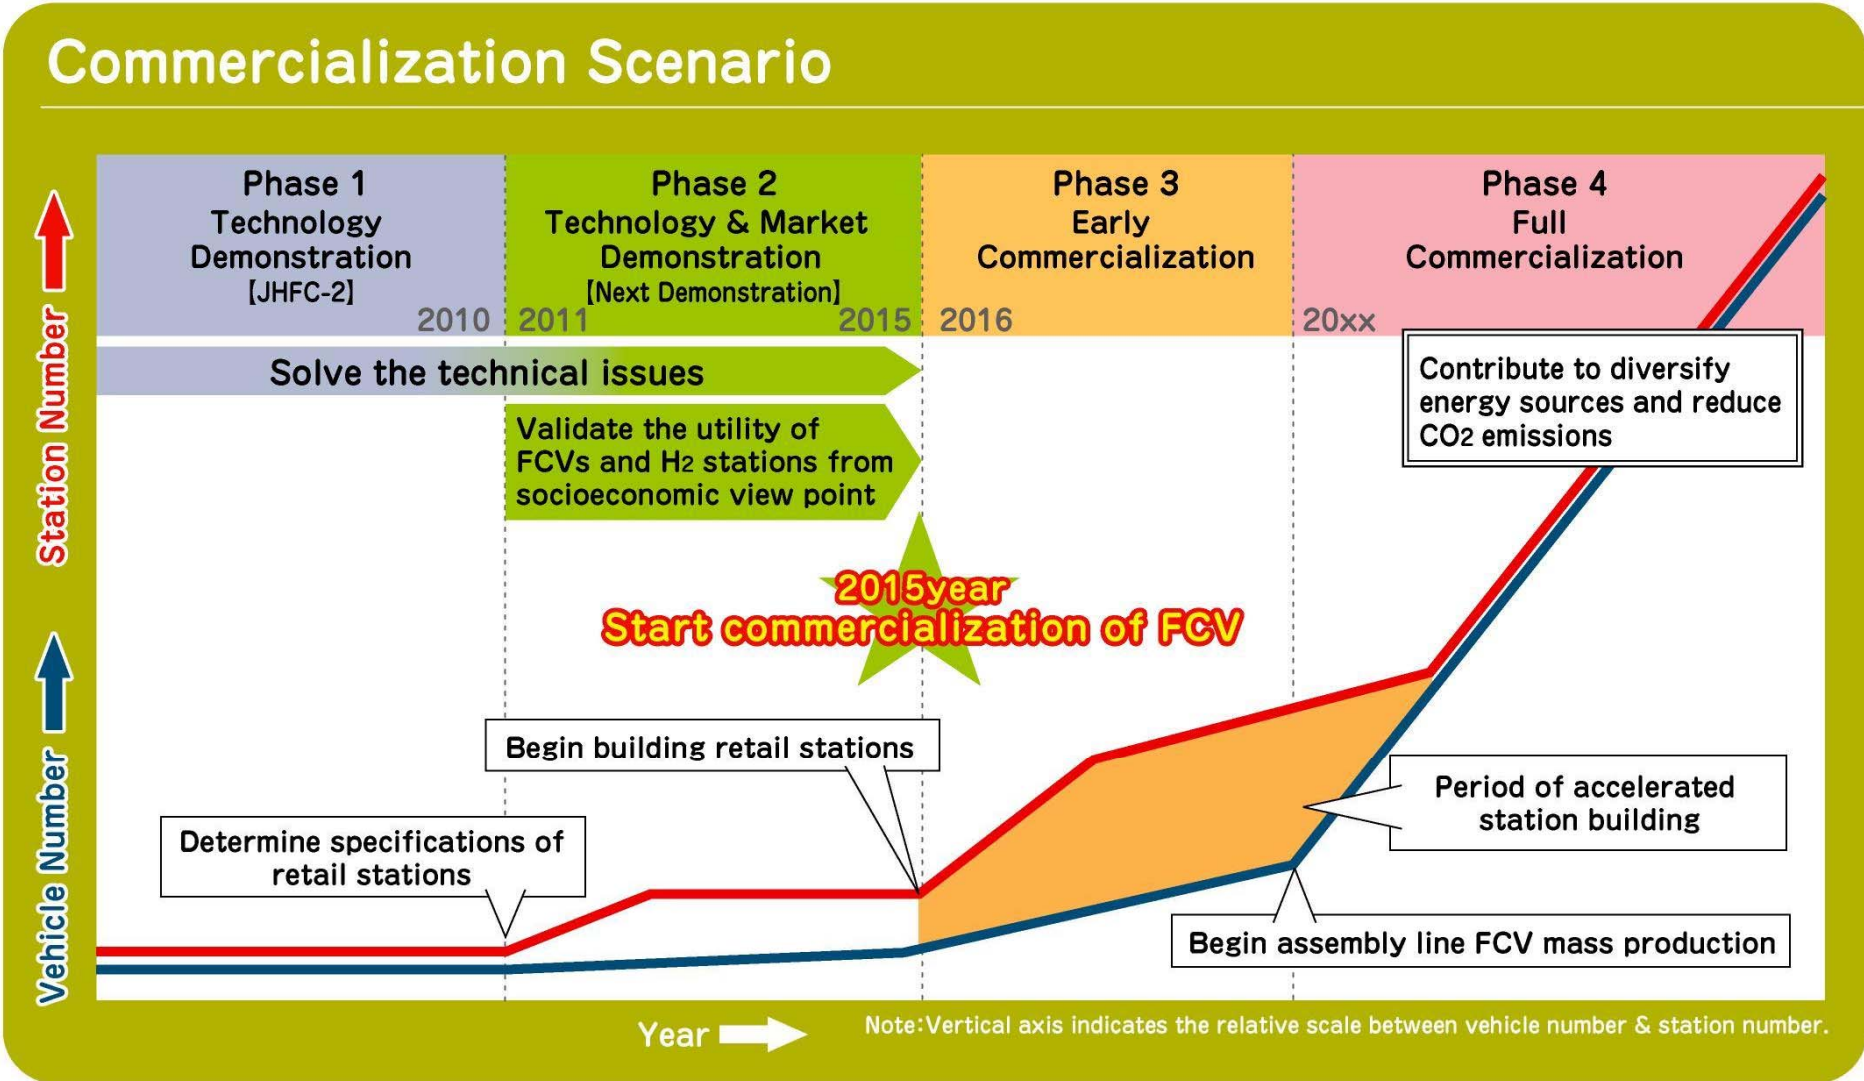 Commercialization Scenario
Phase 1
Technology
Demonstration
【JHFC-2】
2010
Phase 2
Technology & Market
Demonstration
【Next Demonstration】
2011
2015
Phase 3
Early
Commercialization
2016
Phase 4
Full
Commercialization
20xx
Station Number
Vehicle Number
Solve the technical issues
Validate the utility of
FCVs and H2 stations from
socioeconomic view point
Contribute to diversify
energy sources and reduce
CO2 emissions
2015year
Start commercialization of FCV
Begin building retail stations
Determine specifications of
retail stations
Period of accelerated
station building
Begin assembly line FCV mass production
Year
Note:Vertical axis indicates the relative scale between vehicle number & station number.